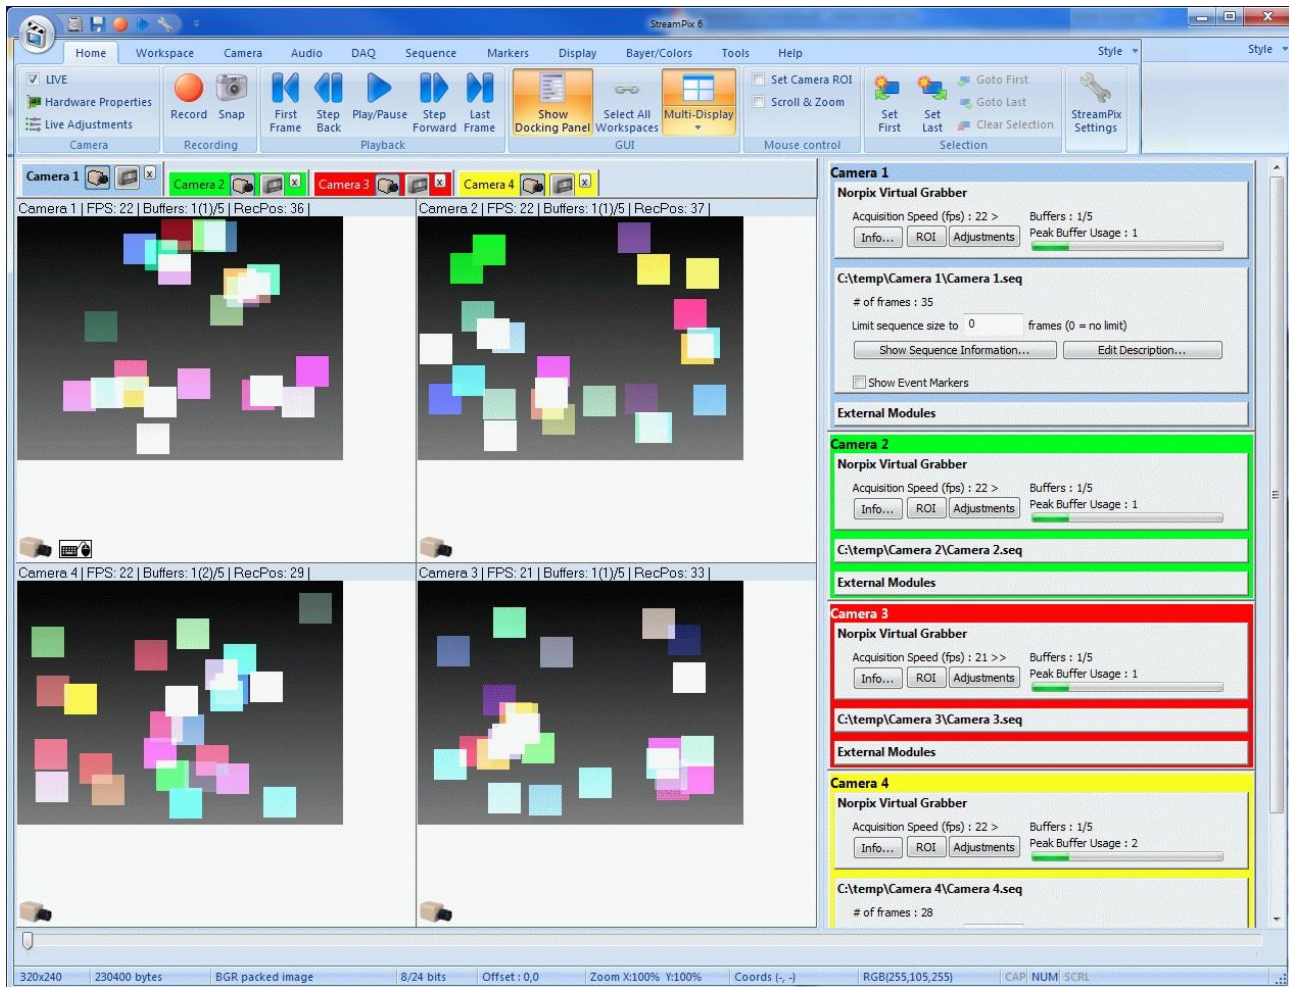 StreamPix 6
Home Workspace Camera Audio DAQ Sequence Markers Display Bayer/Colors Tools Help Style Style
LIVE
Hardware Properties
Live Adjustments
Camera
Record Snap
Recording
First Frame Step Back Play/Pause Step Forward Last Frame
Playback
Show Docking Panel Select All Workspaces Multi-Display
GUI
Set Camera ROI
Scroll & Zoom
Mouse control
Set First Set Last
Goto First
Goto Last
Clear Selection
Selection
StreamPix Settings
Camera 1 x Camera 2 x Camera 3 x Camera 4 x
Camera 1 | FPS: 22 | Buffers: 1(1)/5 | RecPos: 36 |
Camera 2 | FPS: 22 | Buffers: 1(1)/5 | RecPos: 37 |
Camera 4 | FPS: 22 | Buffers: 1(2)/5 | RecPos: 29 |
Camera 3 | FPS: 21 | Buffers: 1(1)/5 | RecPos: 33 |
Camera 1
Norpix Virtual Grabber
Acquisition Speed (fps) : 22 > Buffers : 1/5
Info... ROI Adjustments Peak Buffer Usage : 1
C:\temp\Camera 1\Camera 1.seq
# of frames : 35
Limit sequence size to 0 frames (0 = no limit)
Show Sequence Information... Edit Description...
Show Event Markers
External Modules
Camera 2
Norpix Virtual Grabber
Acquisition Speed (fps) : 22 > Buffers : 1/5
Info... ROI Adjustments Peak Buffer Usage : 1
C:\temp\Camera 2\Camera 2.seq
External Modules
Camera 3
Norpix Virtual Grabber
Acquisition Speed (fps) : 21 >> Buffers : 1/5
Info... ROI Adjustments Peak Buffer Usage : 1
C:\temp\Camera 3\Camera 3.seq
External Modules
Camera 4
Norpix Virtual Grabber
Acquisition Speed (fps) : 22 > Buffers : 1/5
Info... ROI Adjustments Peak Buffer Usage : 2
C:\temp\Camera 4\Camera 4.seq
# of frames : 28
320x240 230400 bytes BGR packed image 8/24 bits Offset : 0,0 Zoom X:100% Y:100% Coords (-, -) RGB(255,105,255) CAP NUM SCRL